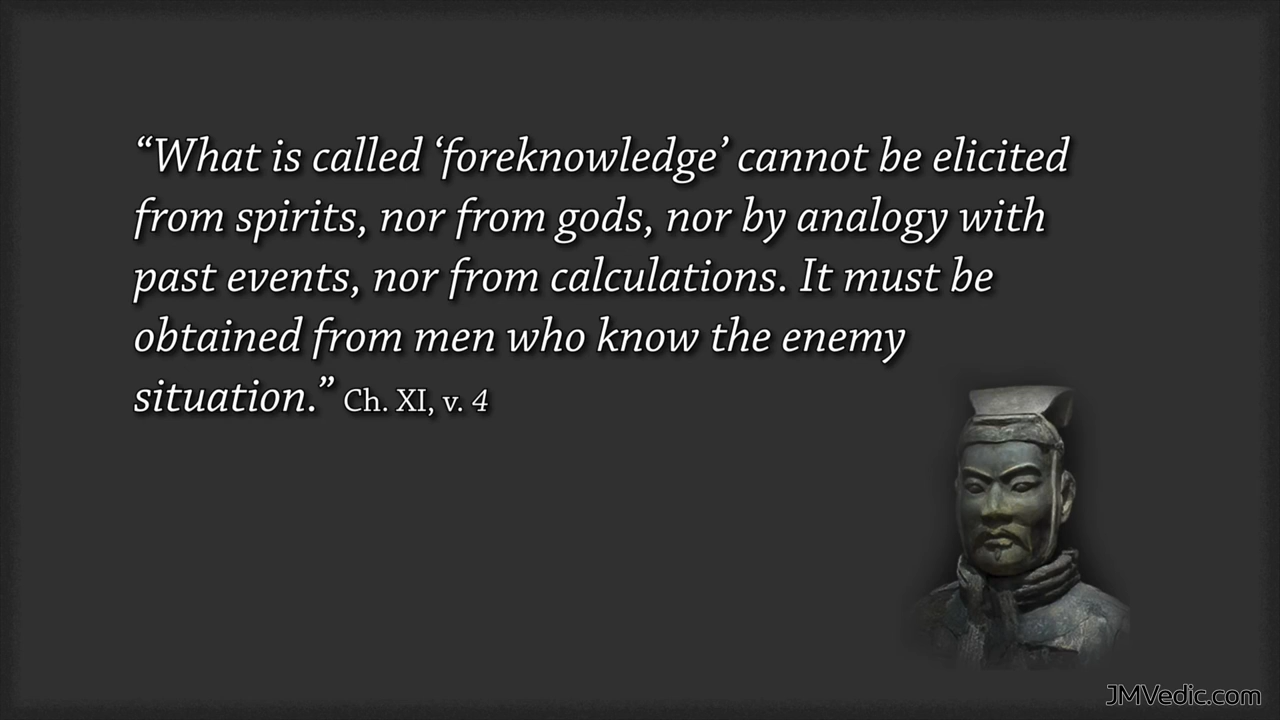 “What is called ‘foreknowledge’ cannot be elicited
from spirits, nor from gods, nor by analogy with
past events, nor from calculations. It must be
obtained from men who know the enemy
situation.” Ch. XI, v. 4
JMVedic.com